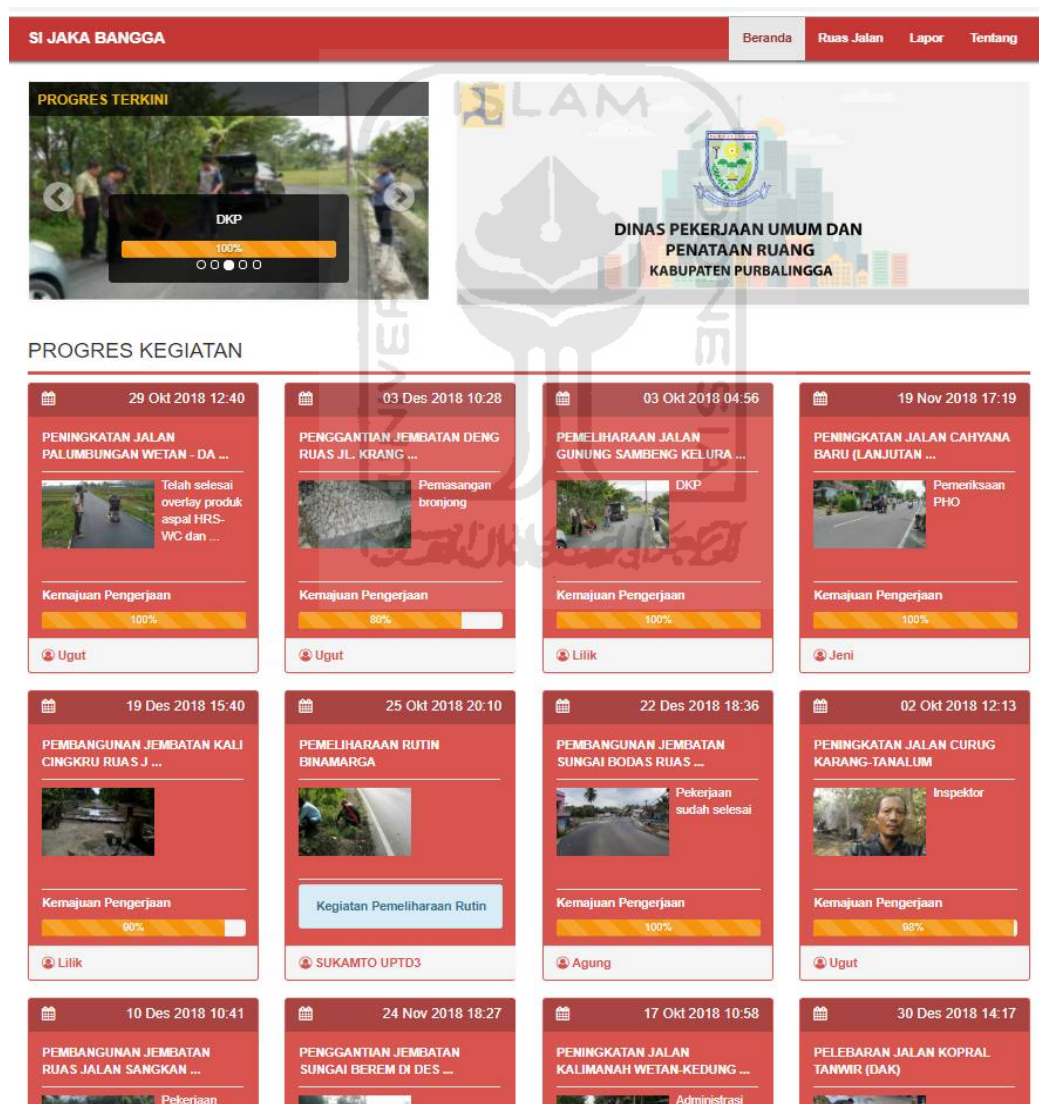 SI JAKA BANGGA
Beranda
Ruas Jalan
Lapor
Tentang
PROGRES TERKINI
DKP
100%
ISLAM
UNIVERSITAS
INDONESIA
DINAS PEKERJAAN UMUM DAN
PENATAAN RUANG
KABUPATEN PURBALINGGA
PROGRES KEGIATAN
29 Okt 2018 12:40
PENINGKATAN JALAN
PALUMBUNGAN WETAN - DA ...
Telah selesai
overlay produk
aspal HRS-
WC dan ...
Kemajuan Pengerjaan
100%
Ugut
03 Des 2018 10:28
PENGGANTIAN JEMBATAN DENG
RUAS JL. KRANG ...
Pemasangan
bronjong
Kemajuan Pengerjaan
80%
Ugut
03 Okt 2018 04:56
PEMELIHARAAN JALAN
GUNUNG SAMBENG KELURA ...
DKP
Kemajuan Pengerjaan
100%
Lilik
19 Nov 2018 17:19
PENINGKATAN JALAN CAHYANA
BARU (LANJUTAN ...
Pemeriksaan
PHO
Kemajuan Pengerjaan
100%
Jeni
19 Des 2018 15:40
PEMBANGUNAN JEMBATAN KALI
CINGKRU RUAS J ...
Kemajuan Pengerjaan
90%
Lilik
25 Okt 2018 20:10
PEMELIHARAAN RUTIN
BINAMARGA
Kegiatan Pemeliharaan Rutin
SUKAMTO UPTD3
22 Des 2018 18:36
PEMBANGUNAN JEMBATAN
SUNGAI BODAS RUAS ...
Pekerjaan
sudah selesai
Kemajuan Pengerjaan
100%
Agung
02 Okt 2018 12:13
PENINGKATAN JALAN CURUG
KARANG-TANALUM
Inspektor
Kemajuan Pengerjaan
98%
Ugut
10 Des 2018 10:41
PEMBANGUNAN JEMBATAN
RUAS JALAN SANGKAN ...
Pekerjaan
24 Nov 2018 18:27
PENGGANTIAN JEMBATAN
SUNGAI BEREM DI DES ...
17 Okt 2018 10:58
PENINGKATAN JALAN
KALIMANAH WETAN-KEDUNG ...
Administrasi
30 Des 2018 14:17
PELEBARAN JALAN KOPRAL
TANWIR (DAK)